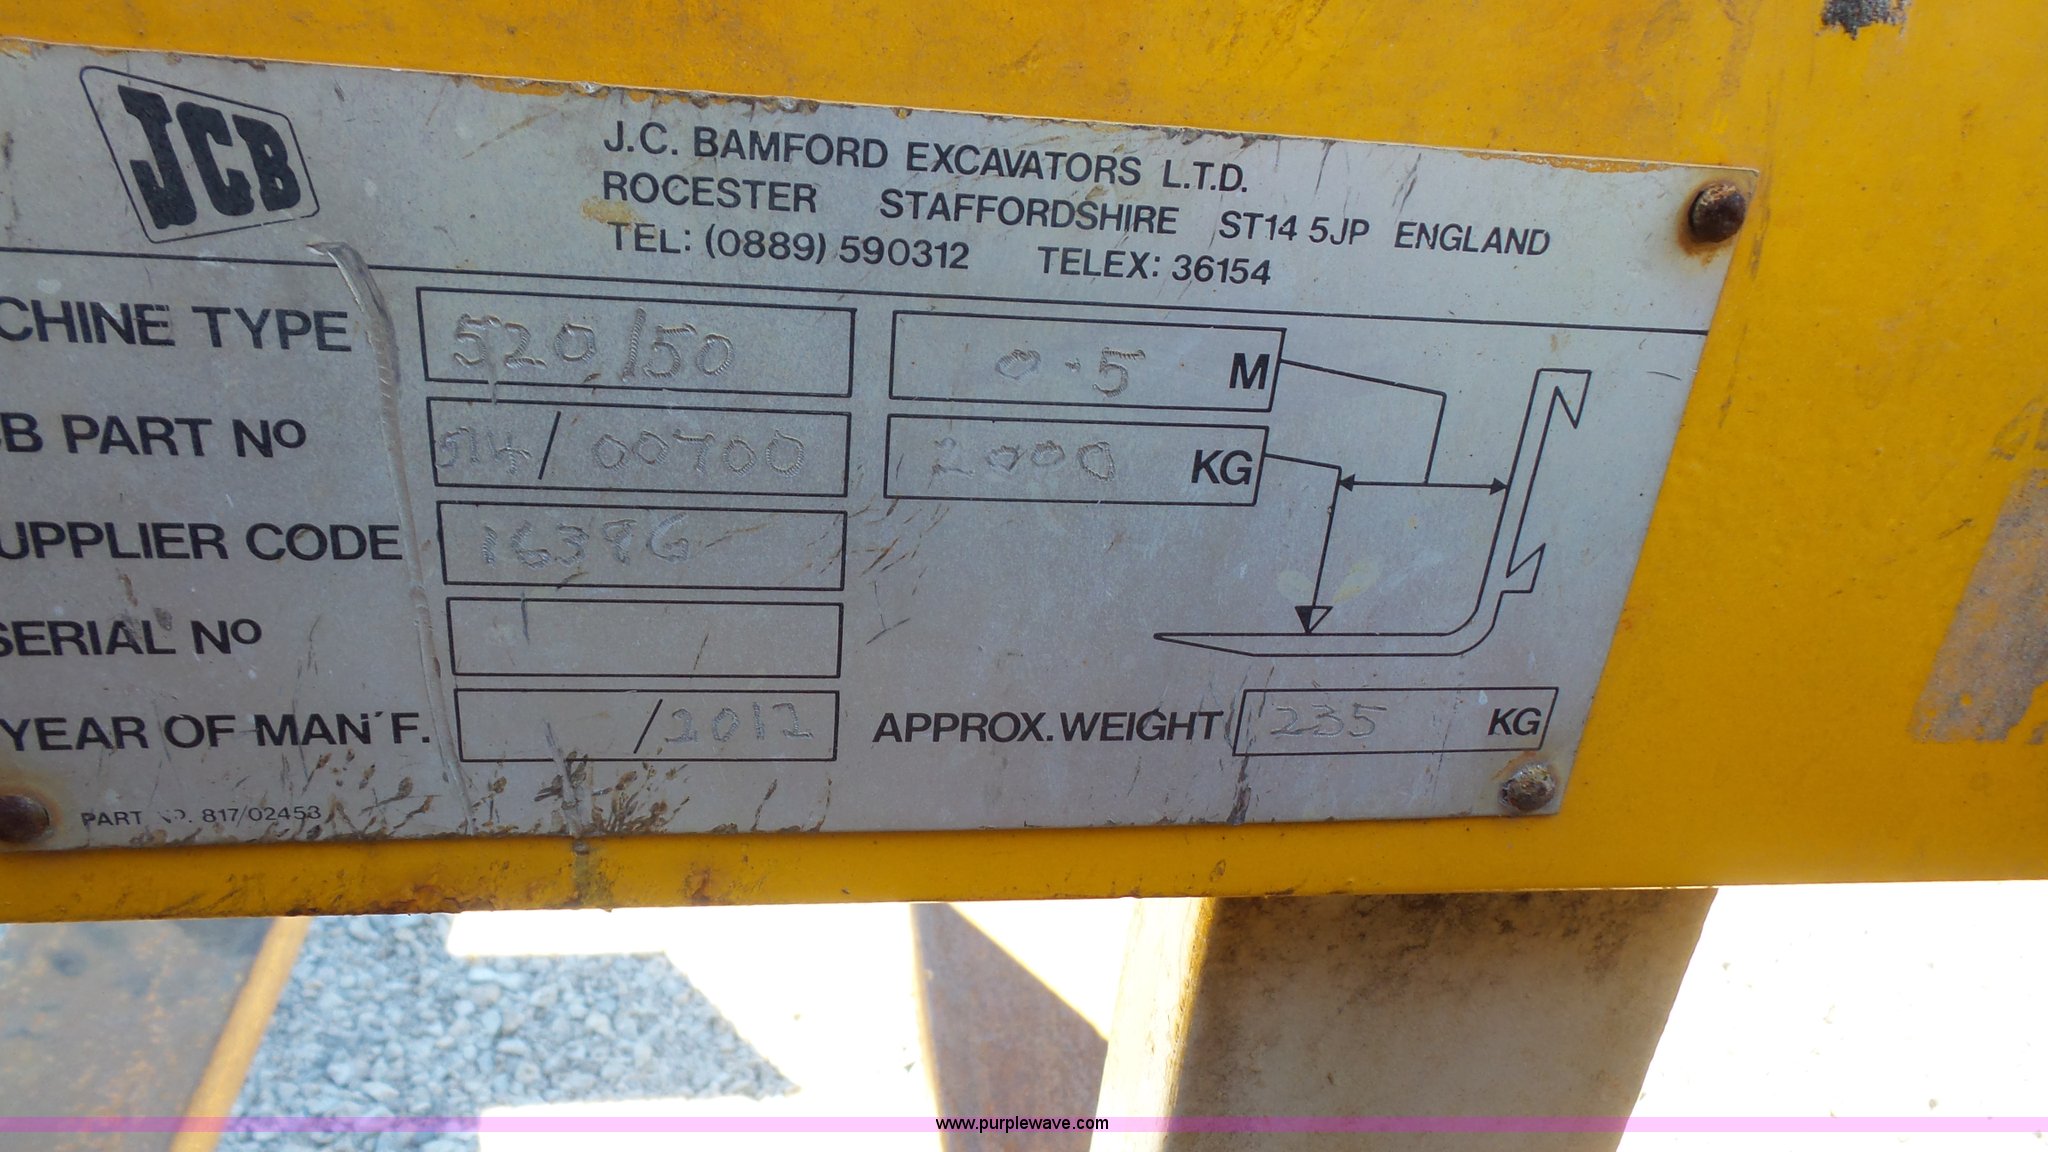 JCB
J.C. BAMFORD EXCAVATORS L.T.D.
ROCESTER STAFFORDSHIRE ST14 5JP ENGLAND
TEL: (0889) 590312 TELEX: 36154
CHINE TYPE 520/50 0.5 M
B PART NO 514/00700 2000 KG
UPPLIER CODE 16396
SERIAL NO
YEAR OF MAN'F. /2012 APPROX. WEIGHT 235 KG
PART NO. 817/02453
www.purplewave.com